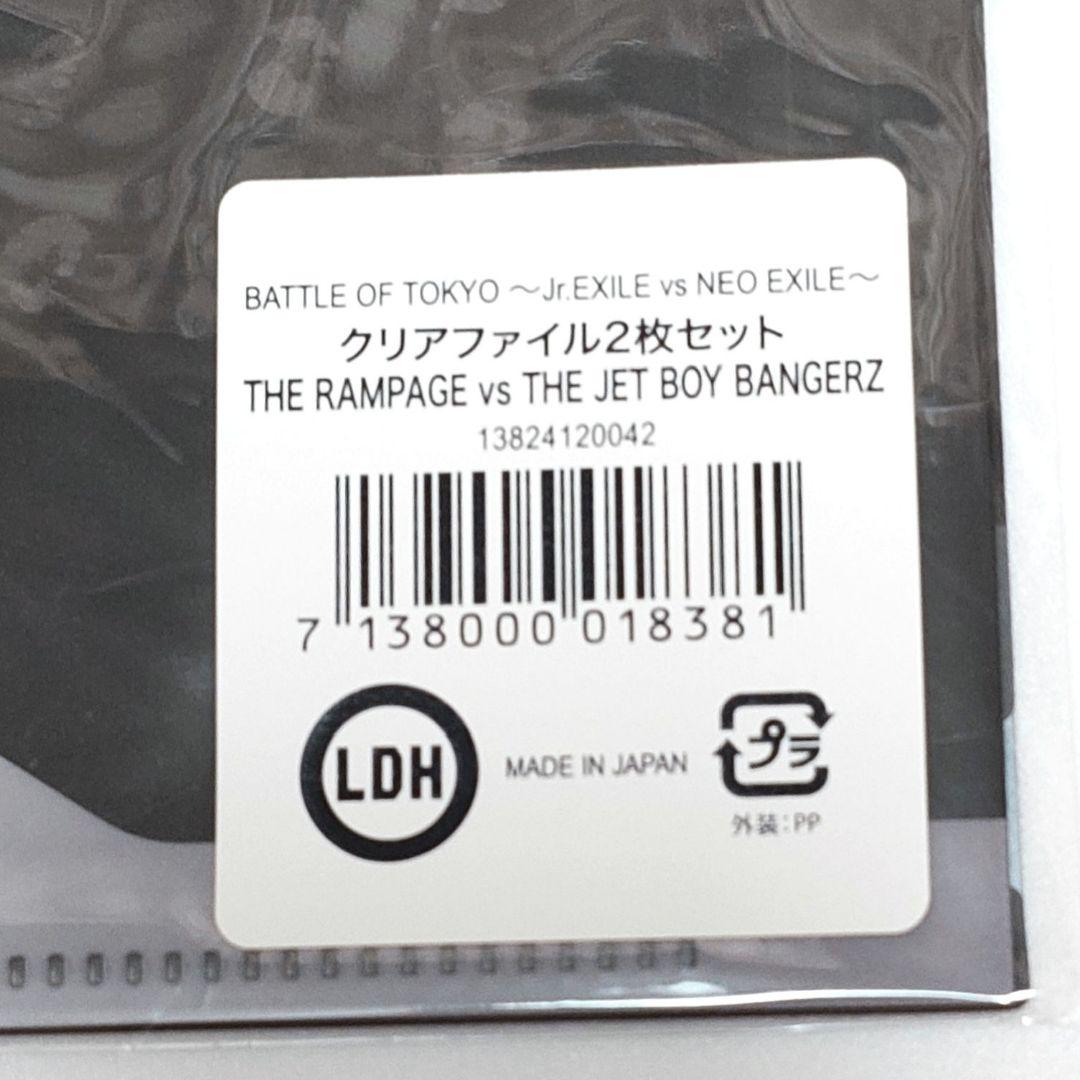 BATTLE OF TOKYO ～Jr.EXILE vs NEO EXILE～
クリアファイル2枚セット
THE RAMPAGE vs THE JET BOY BANGERZ
13824120042
7 138000 018381
LDH
MADE IN JAPAN
プラ
外装:PP